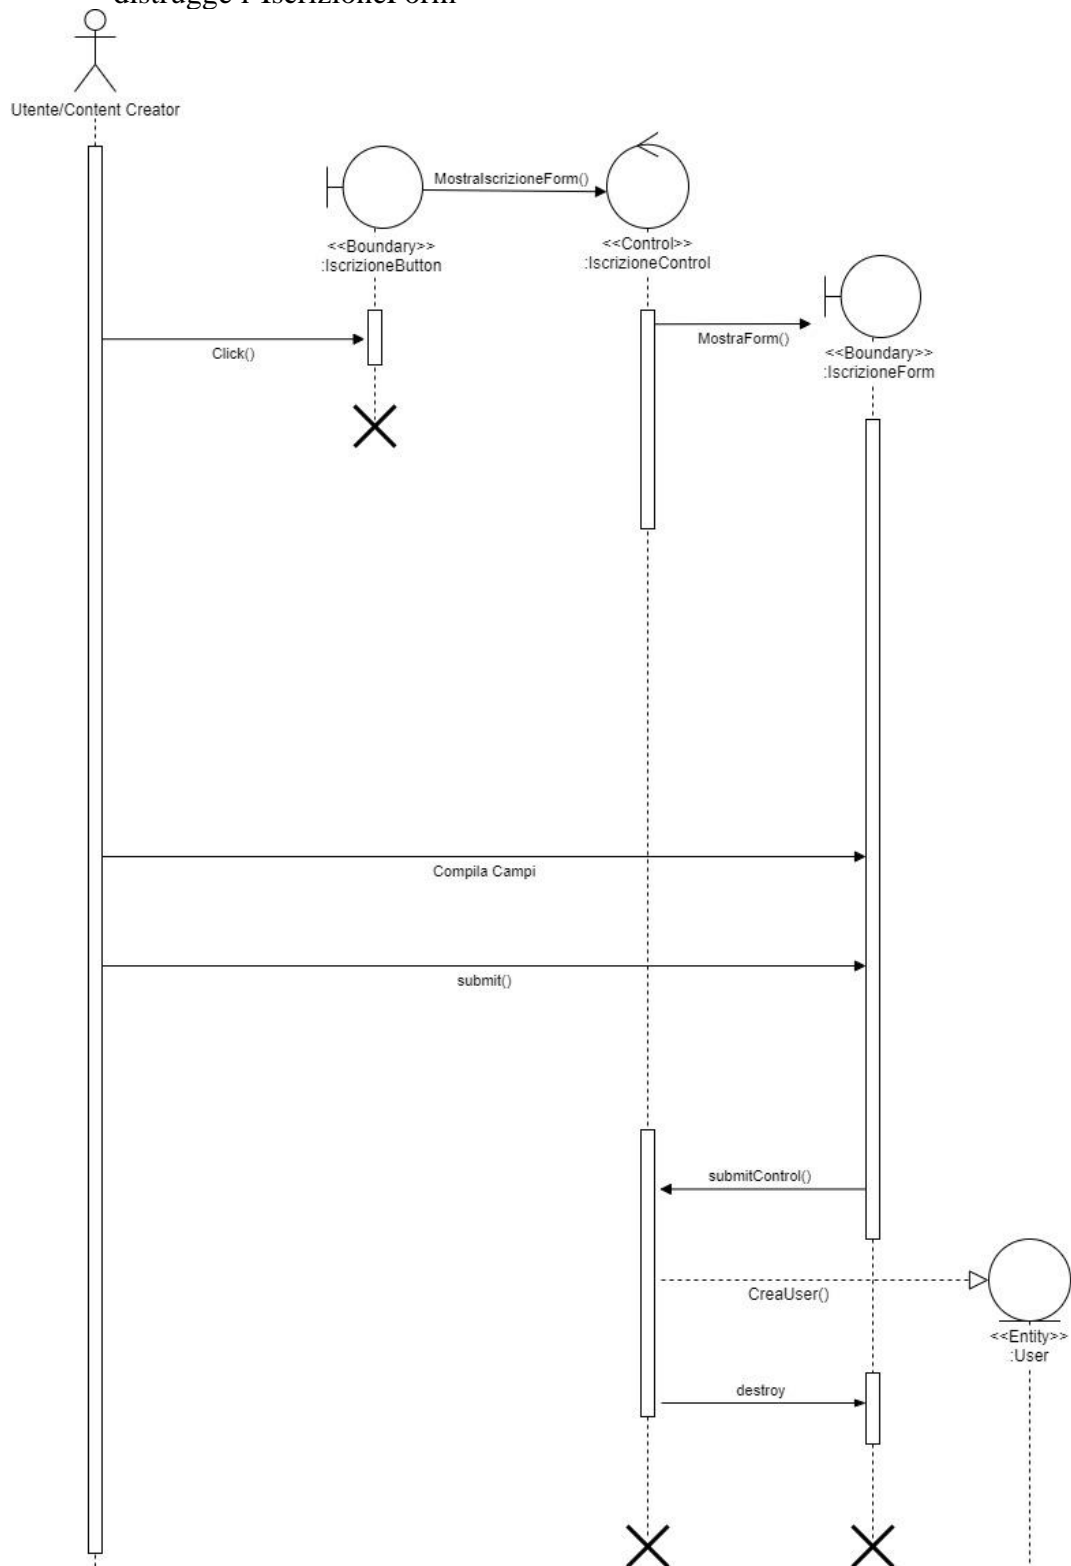 distrugge l'IscrizioneForm
Utente/Content Creator
MostraIscrizioneForm()
<<Boundary>>
:IscrizioneButton
<<Control>>
:IscrizioneControl
MostraForm()
<<Boundary>>
:IscrizioneForm
Click()
Compila Campi
submit()
submitControl()
CreaUser()
<<Entity>>
:User
destroy